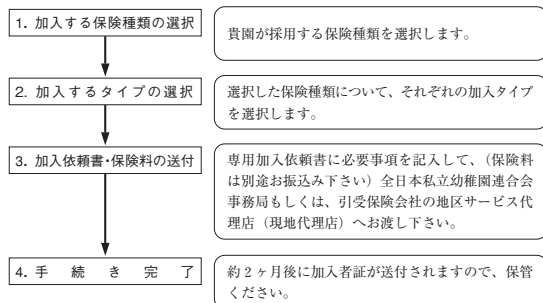 1. 加入する保険種類の選択
貴園が採用する保険種類を選択します。
2. 加入するタイプの選択
選択した保険種類について、それぞれの加入タイプ
を選択します。
3. 加入依頼書・保険料の送付
専用加入依頼書に必要事項を記入して、(保険料
は別途お振込み下さい)全日本私立幼稚園連合会
事務局もしくは、引受保険会社の地区サービス代
理店(現地代理店)へお渡し下さい。
4. 手続き完了
約2ヶ月後に加入者証が送付されますので、保管
ください。